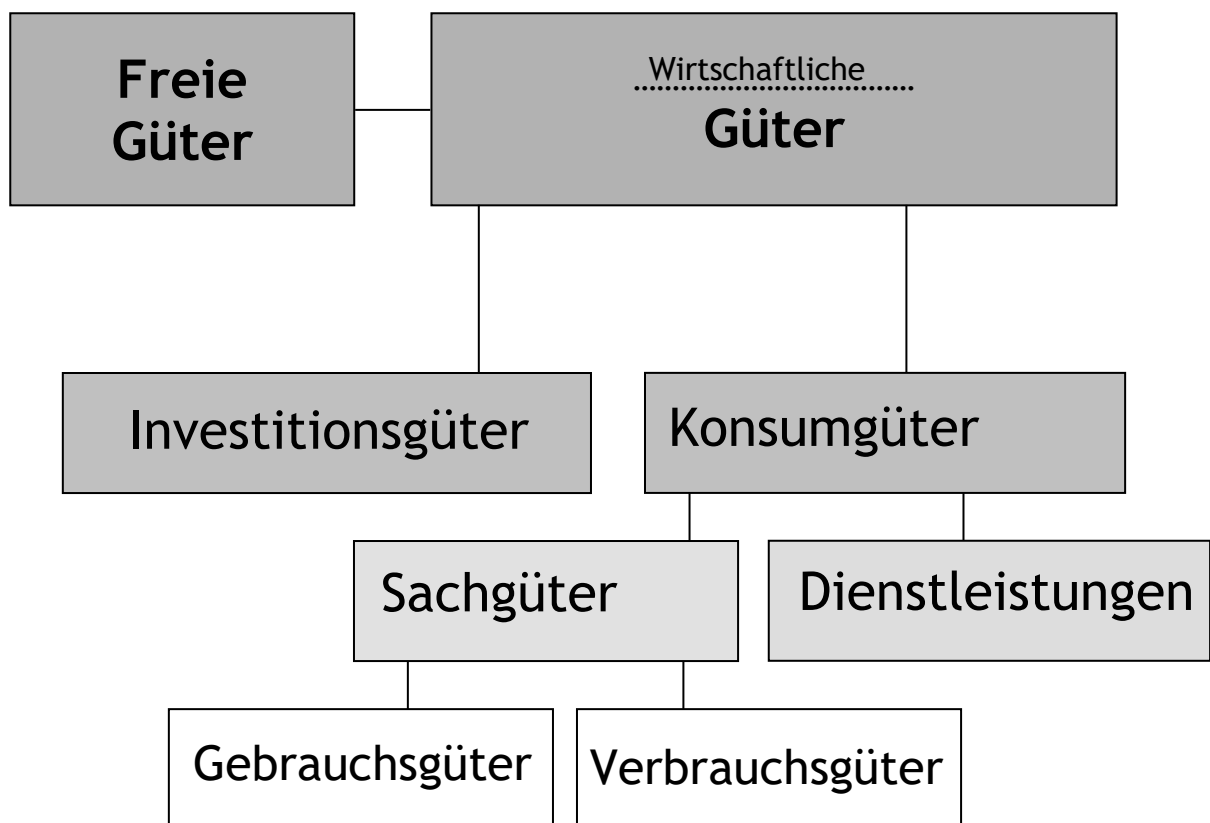 Freie
Güter
Wirtschaftliche
Güter
Investitionsgüter
Konsumgüter
Sachgüter
Dienstleistungen
Gebrauchsgüter
Verbrauchsgüter